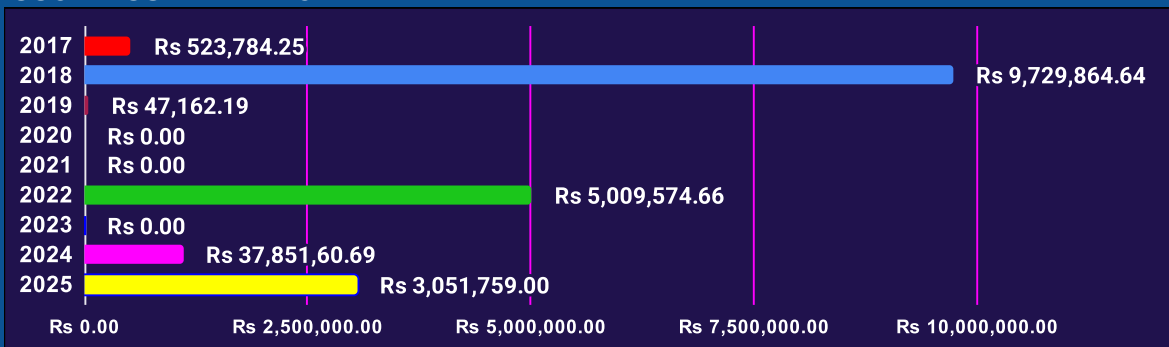 2017 Rs 523,784.25
2018 Rs 9,729,864.64
2019 Rs 47,162.19
2020 Rs 0.00
2021 Rs 0.00
2022 Rs 5,009,574.66
2023 Rs 0.00
2024 Rs 37,851,60.69
2025 Rs 3,051,759.00
Rs 0.00 Rs 2,500,000.00 Rs 5,000,000.00 Rs 7,500,000.00 Rs 10,000,000.00